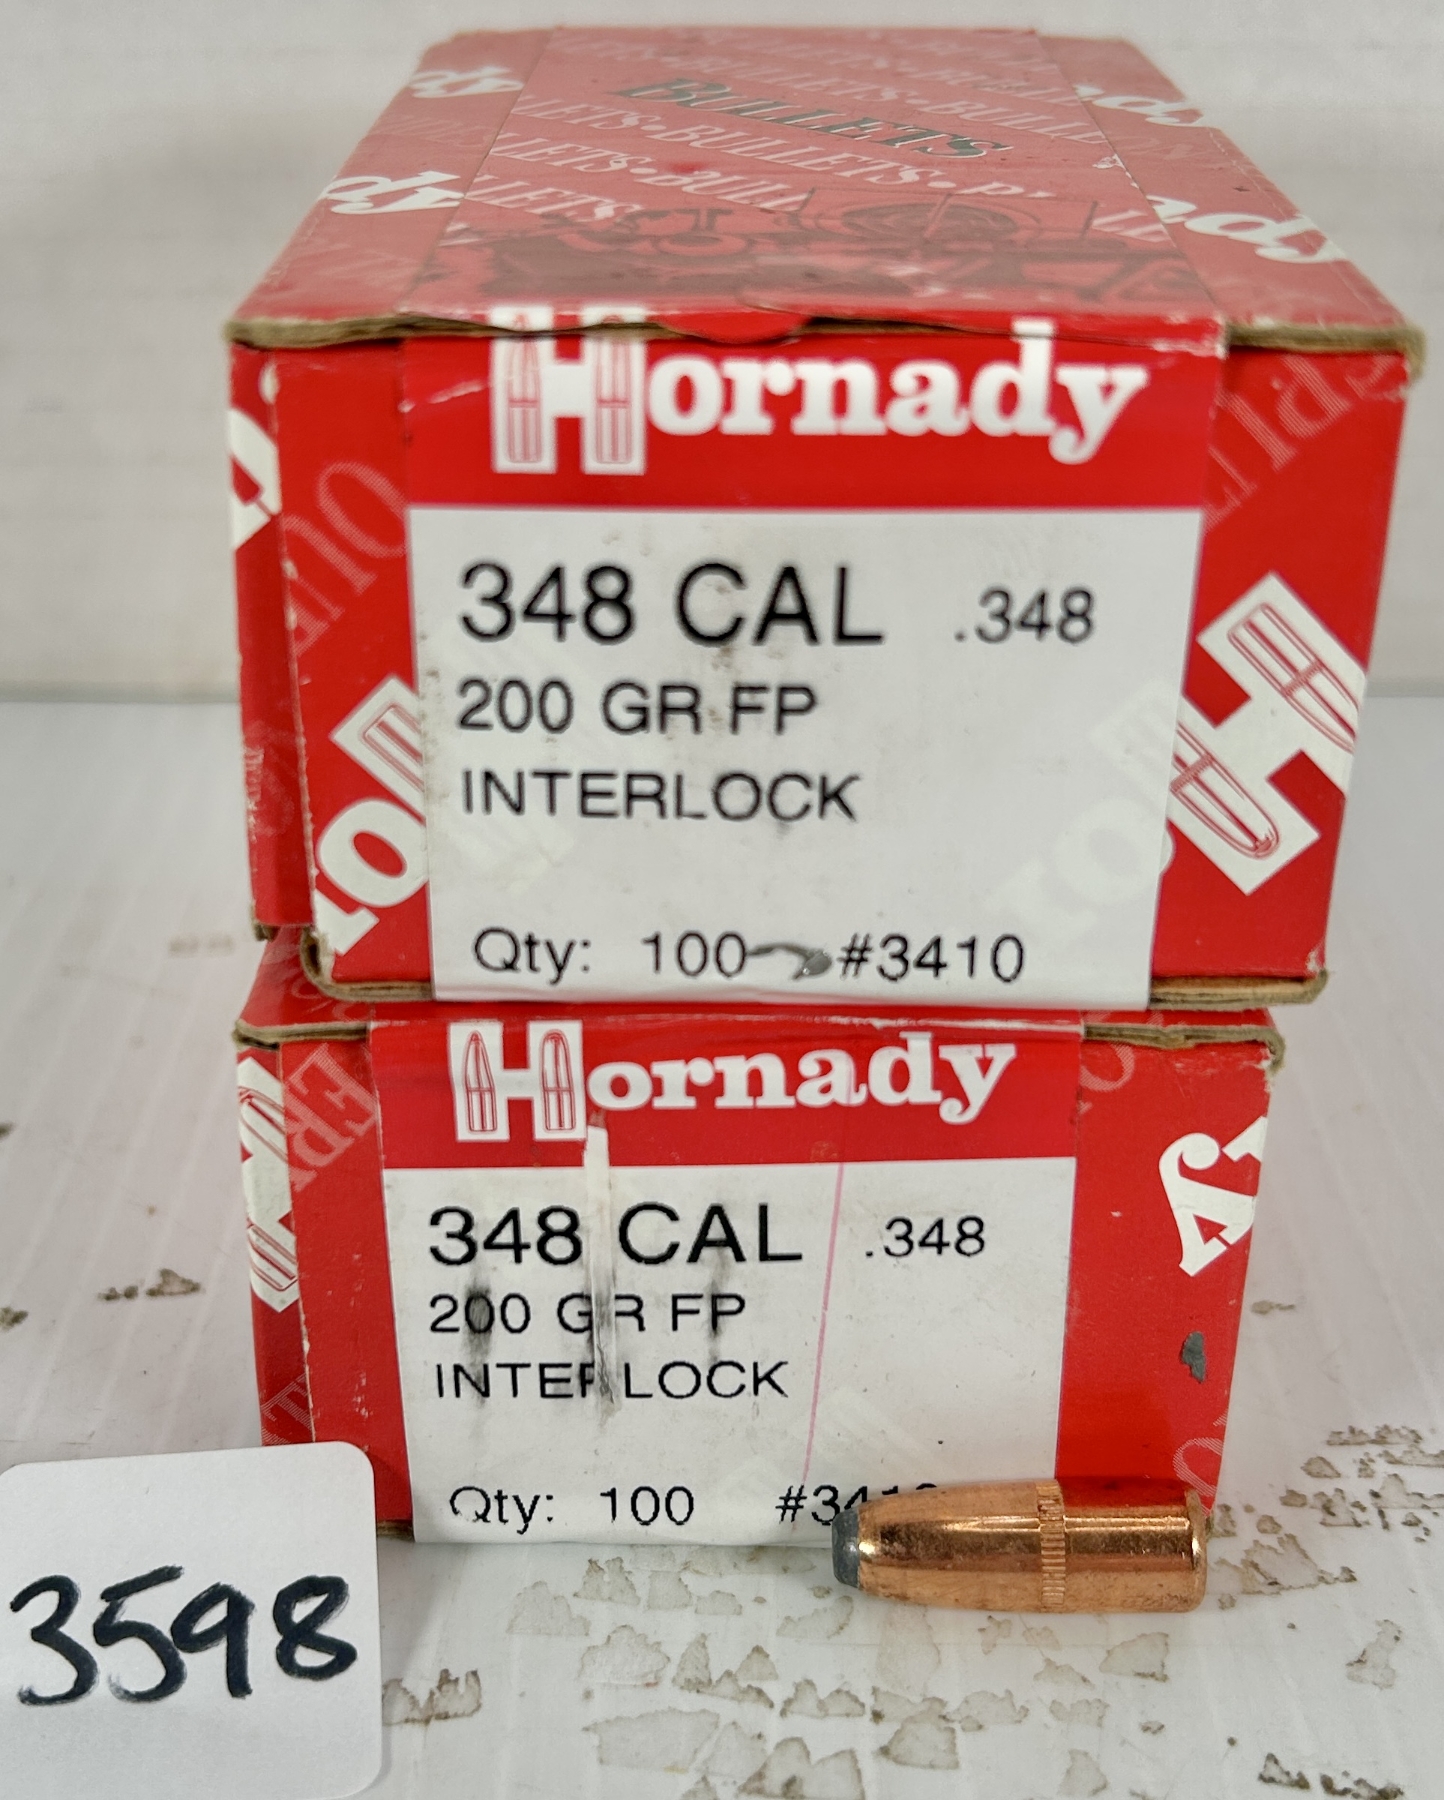 BULLETS
Hornady
348 CAL .348
200 GR FP
INTERLOCK
Qty: 100 #3410
Hornady
348 CAL .348
200 GR FP
INTERLOCK
Qty: 100 #3410
3598